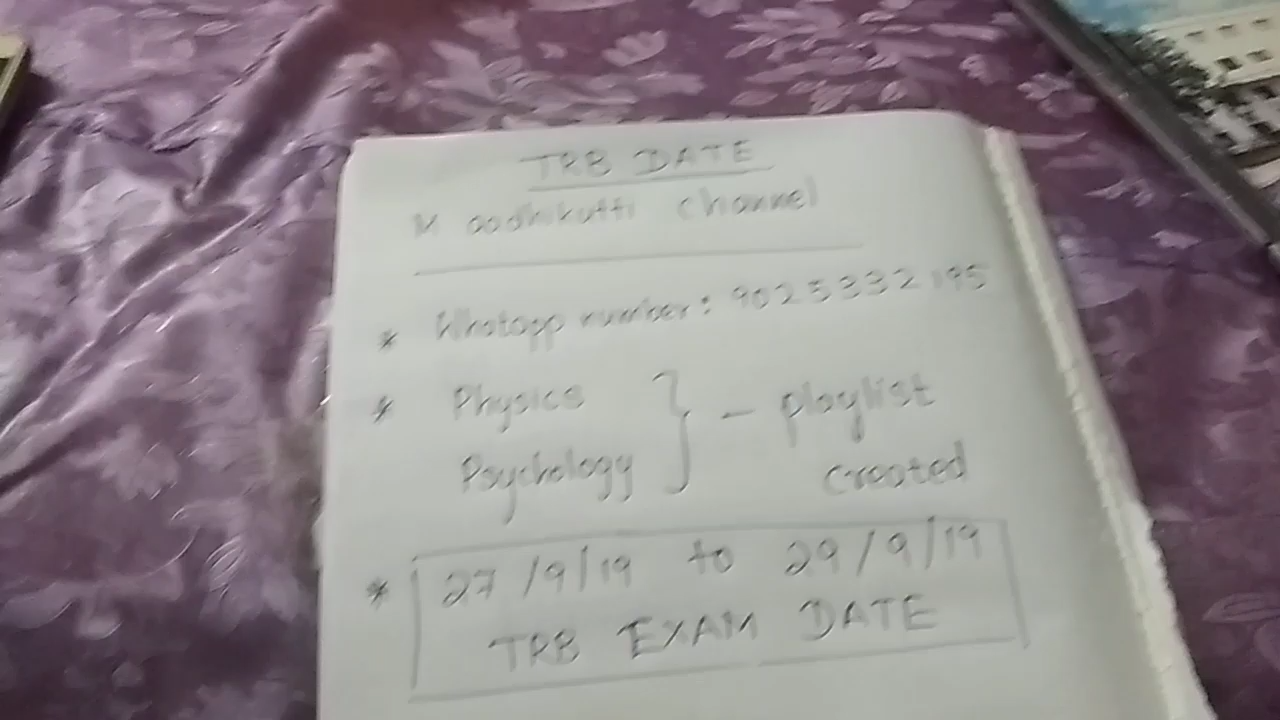 TRB DATE
M aadhikutti channel
* Whatapp number: 9025332195
* Physics
Psychology } - playlist
created
* 27/9/19 to 29/9/19
TRB EXAM DATE